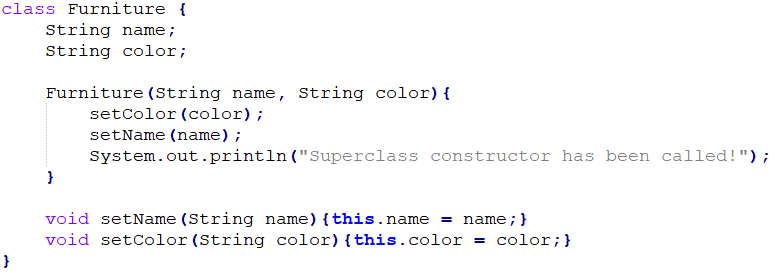 class Furniture {
    String name;
    String color;

    Furniture(String name, String color){
        setColor(color);
        setName(name);
        System.out.println("Superclass constructor has been called!");
    }

    void setName(String name){this.name = name;}
    void setColor(String color){this.color = color;}
}